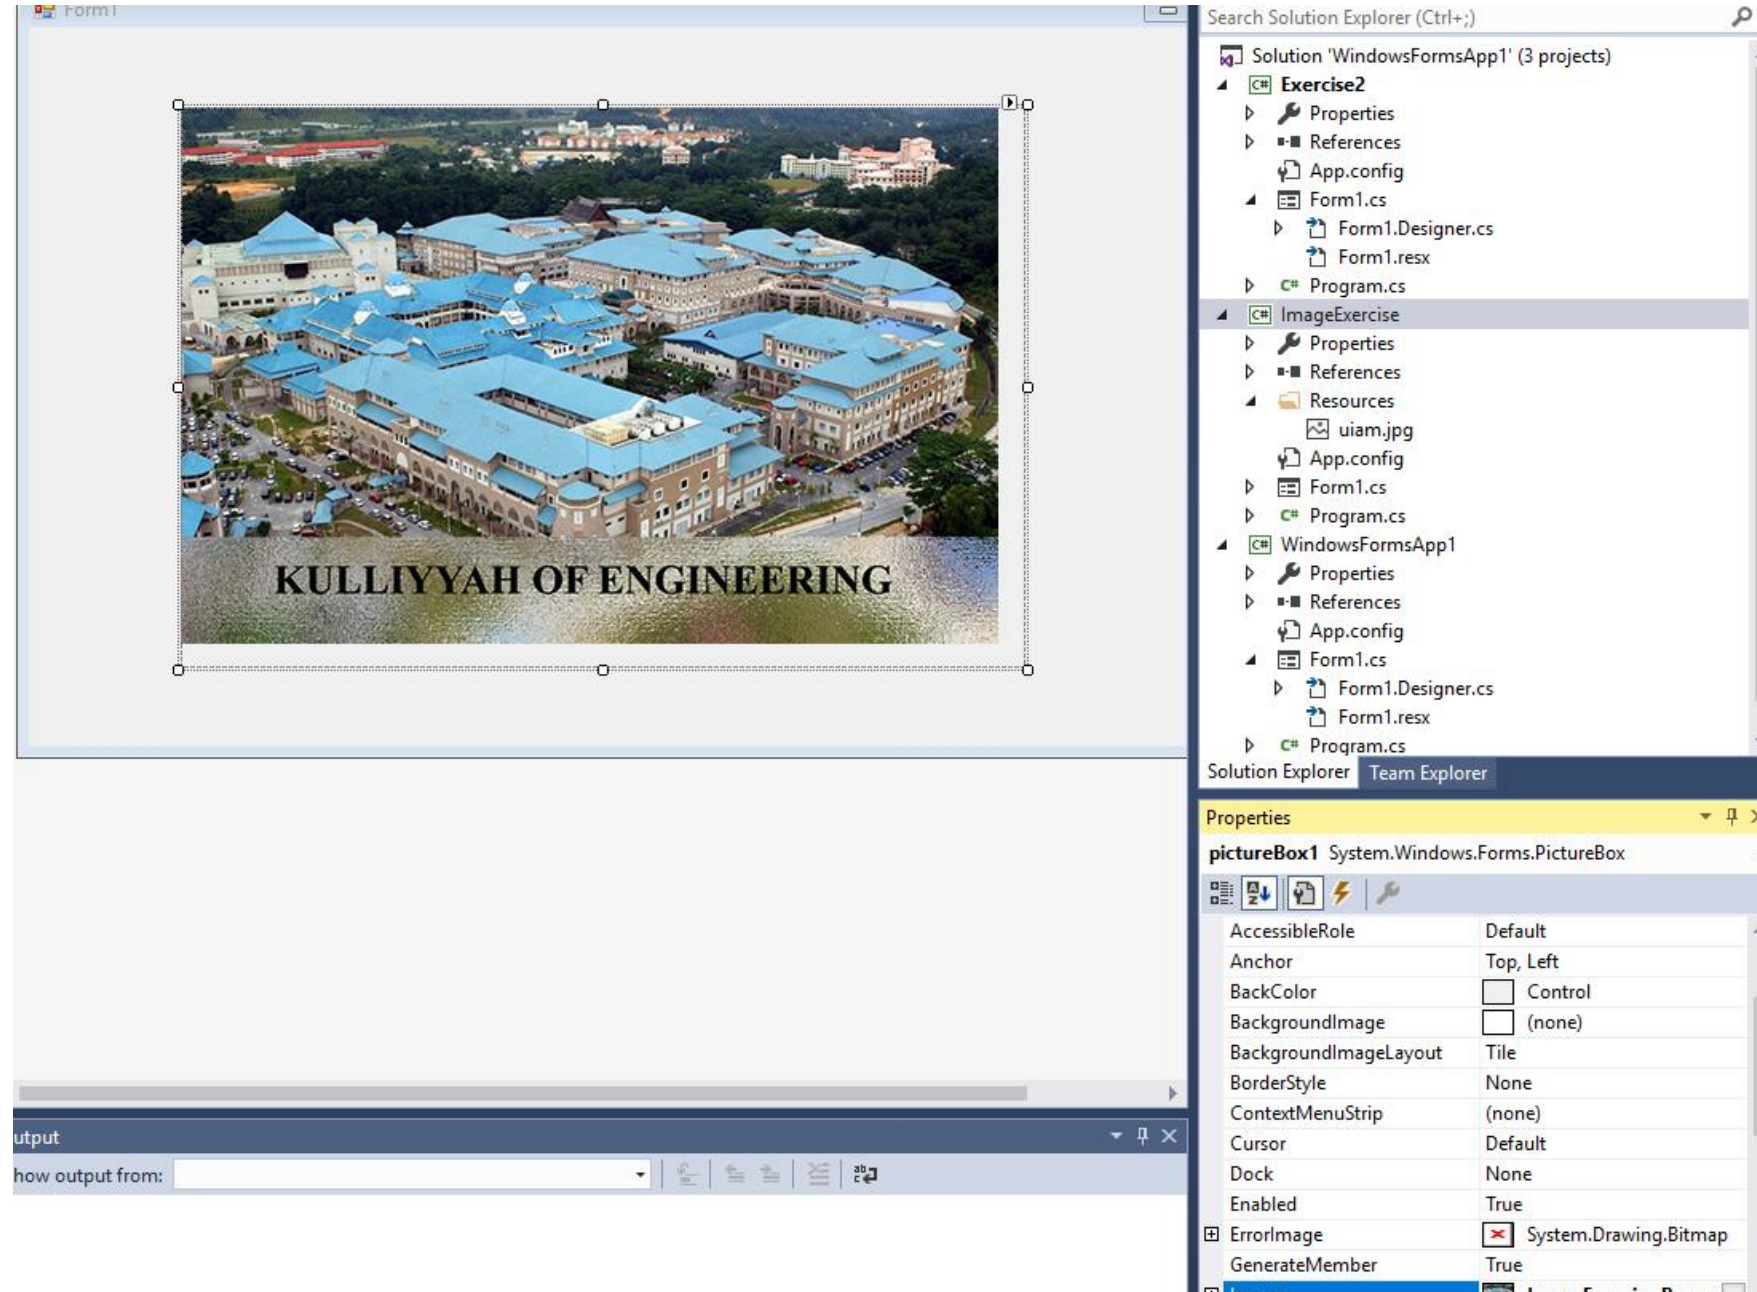 Form1
KULLIYYAH OF ENGINEERING
utput
how output from:
Search Solution Explorer (Ctrl+;)
Solution 'WindowsFormsApp1' (3 projects)
C# Exercise2
Properties
References
App.config
Form1.cs
Form1.Designer.cs
Form1.resx
C# Program.cs
C# ImageExercise
Properties
References
Resources
uiam.jpg
App.config
Form1.cs
C# Program.cs
C# WindowsFormsApp1
Properties
References
App.config
Form1.cs
Form1.Designer.cs
Form1.resx
C# Program.cs
Solution Explorer Team Explorer
Properties
pictureBox1 System.Windows.Forms.PictureBox
AccessibleRole Default
Anchor Top, Left
BackColor Control
BackgroundImage (none)
BackgroundImageLayout Tile
BorderStyle None
ContextMenuStrip (none)
Cursor Default
Dock None
Enabled True
ErrorImage System.Drawing.Bitmap
GenerateMember True